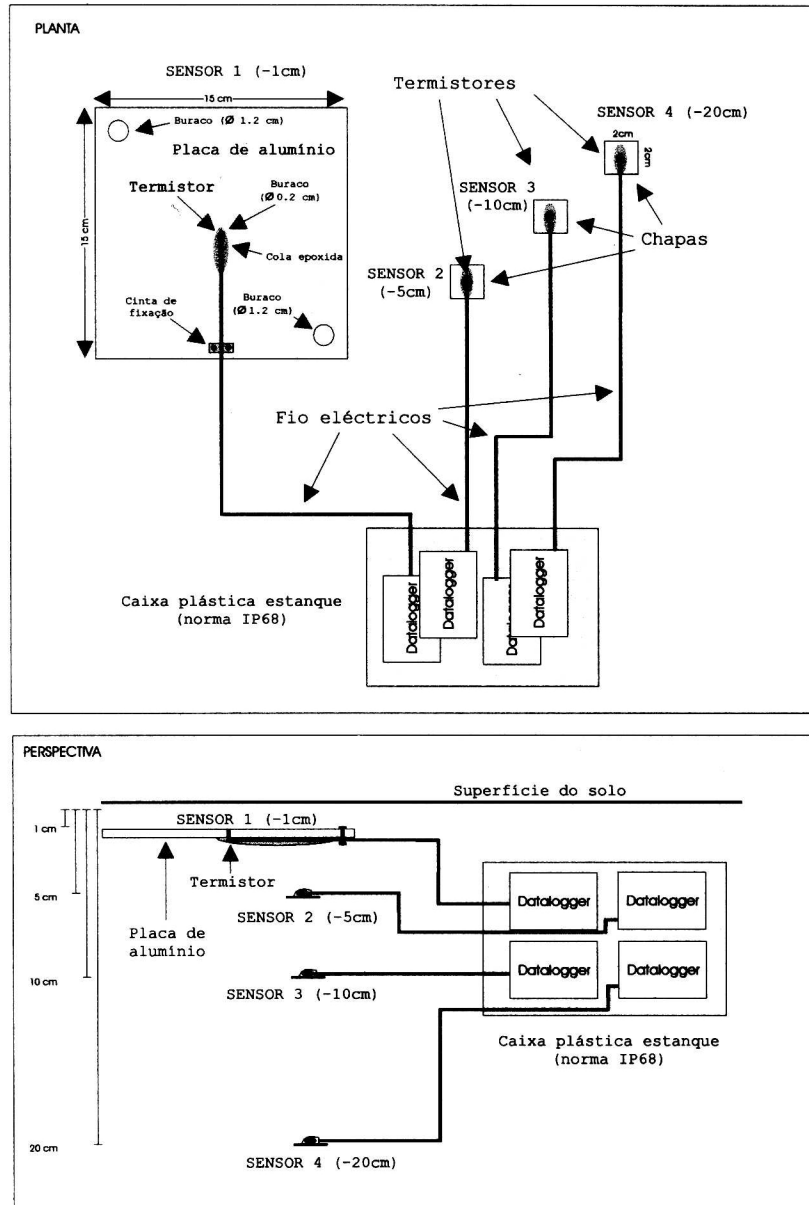 PLANTA
SENSOR 1 (-1cm)
15 cm
Buraco (Ø 1.2 cm)
Placa de alumínio
15 cm
Termistor
Buraco
(Ø 0.2 cm)
Cola epoxida
Cinta de
fixação
Buraco
(Ø 1.2 cm)
Termistores
SENSOR 4 (-20cm)
2cm
2cm
SENSOR 3
(-10cm)
Chapas
SENSOR 2
(-5cm)
Fio eléctricos
Caixa plástica estanque
(norma IP68)
Datalogger
Datalogger
Datalogger
Datalogger
PERSPECTIVA
Superfície do solo
SENSOR 1 (-1cm)
1 cm
Termistor
5 cm
SENSOR 2 (-5cm)
Placa de
alumínio
Datalogger
Datalogger
Datalogger
Datalogger
10 cm
SENSOR 3 (-10cm)
Caixa plástica estanque
(norma IP68)
20 cm
SENSOR 4 (-20cm)